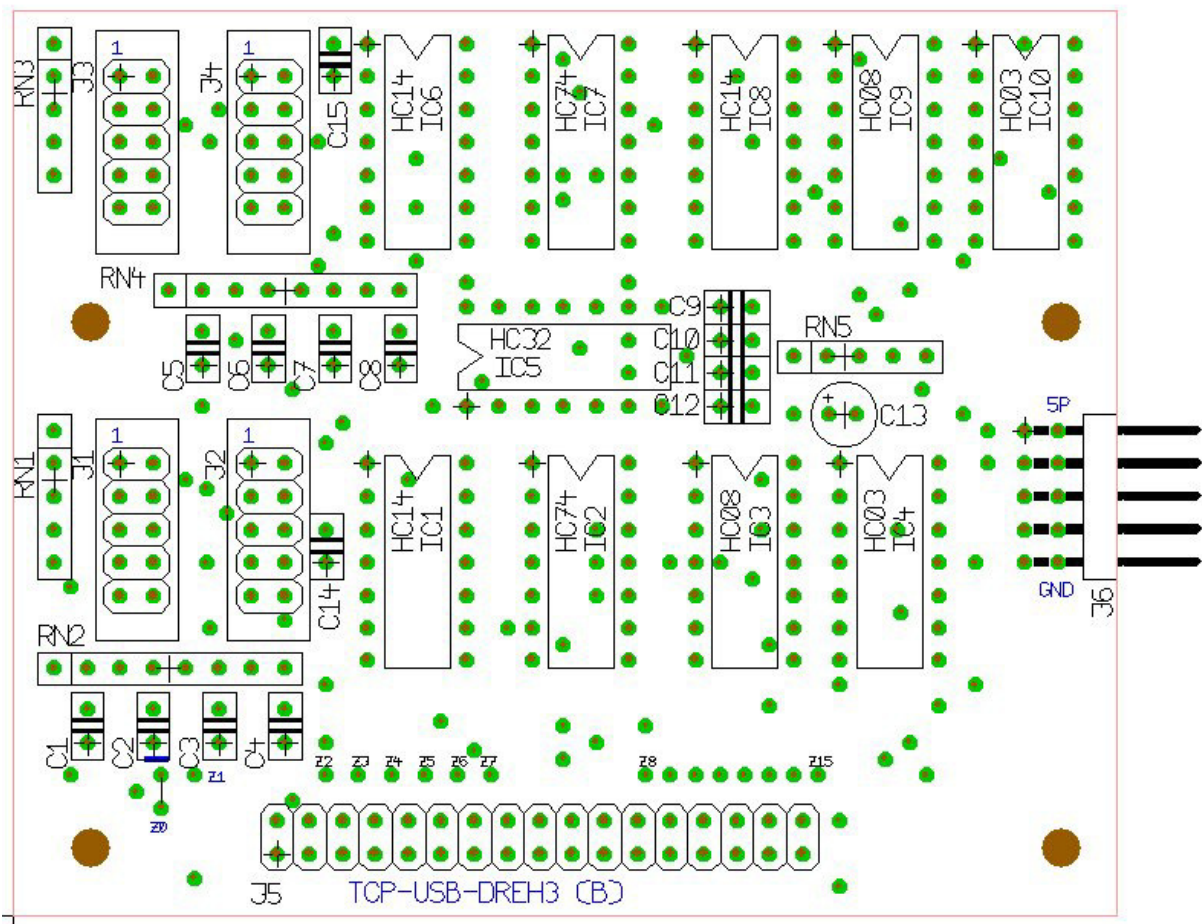 RN3
J3
1
J4
1
C15
HC14
IC6
HC74
IC7
HC14
IC8
HC08
IC9
HC03
IC10
RN4
C5
C6
C7
C8
HC32
IC5
C9
C10
C11
C12
RN5
+
C13
RN1
J1
1
J2
1
C14
HC14
IC1
HC74
IC2
HC08
IC3
HC03
IC4
5P
GND
J6
RN2
C1
C2
C3
C4
Z0
Z1
Z2
Z3
Z4
Z5
Z6
Z7
Z8
Z15
J5
TCP-USB-DREH3 (B)